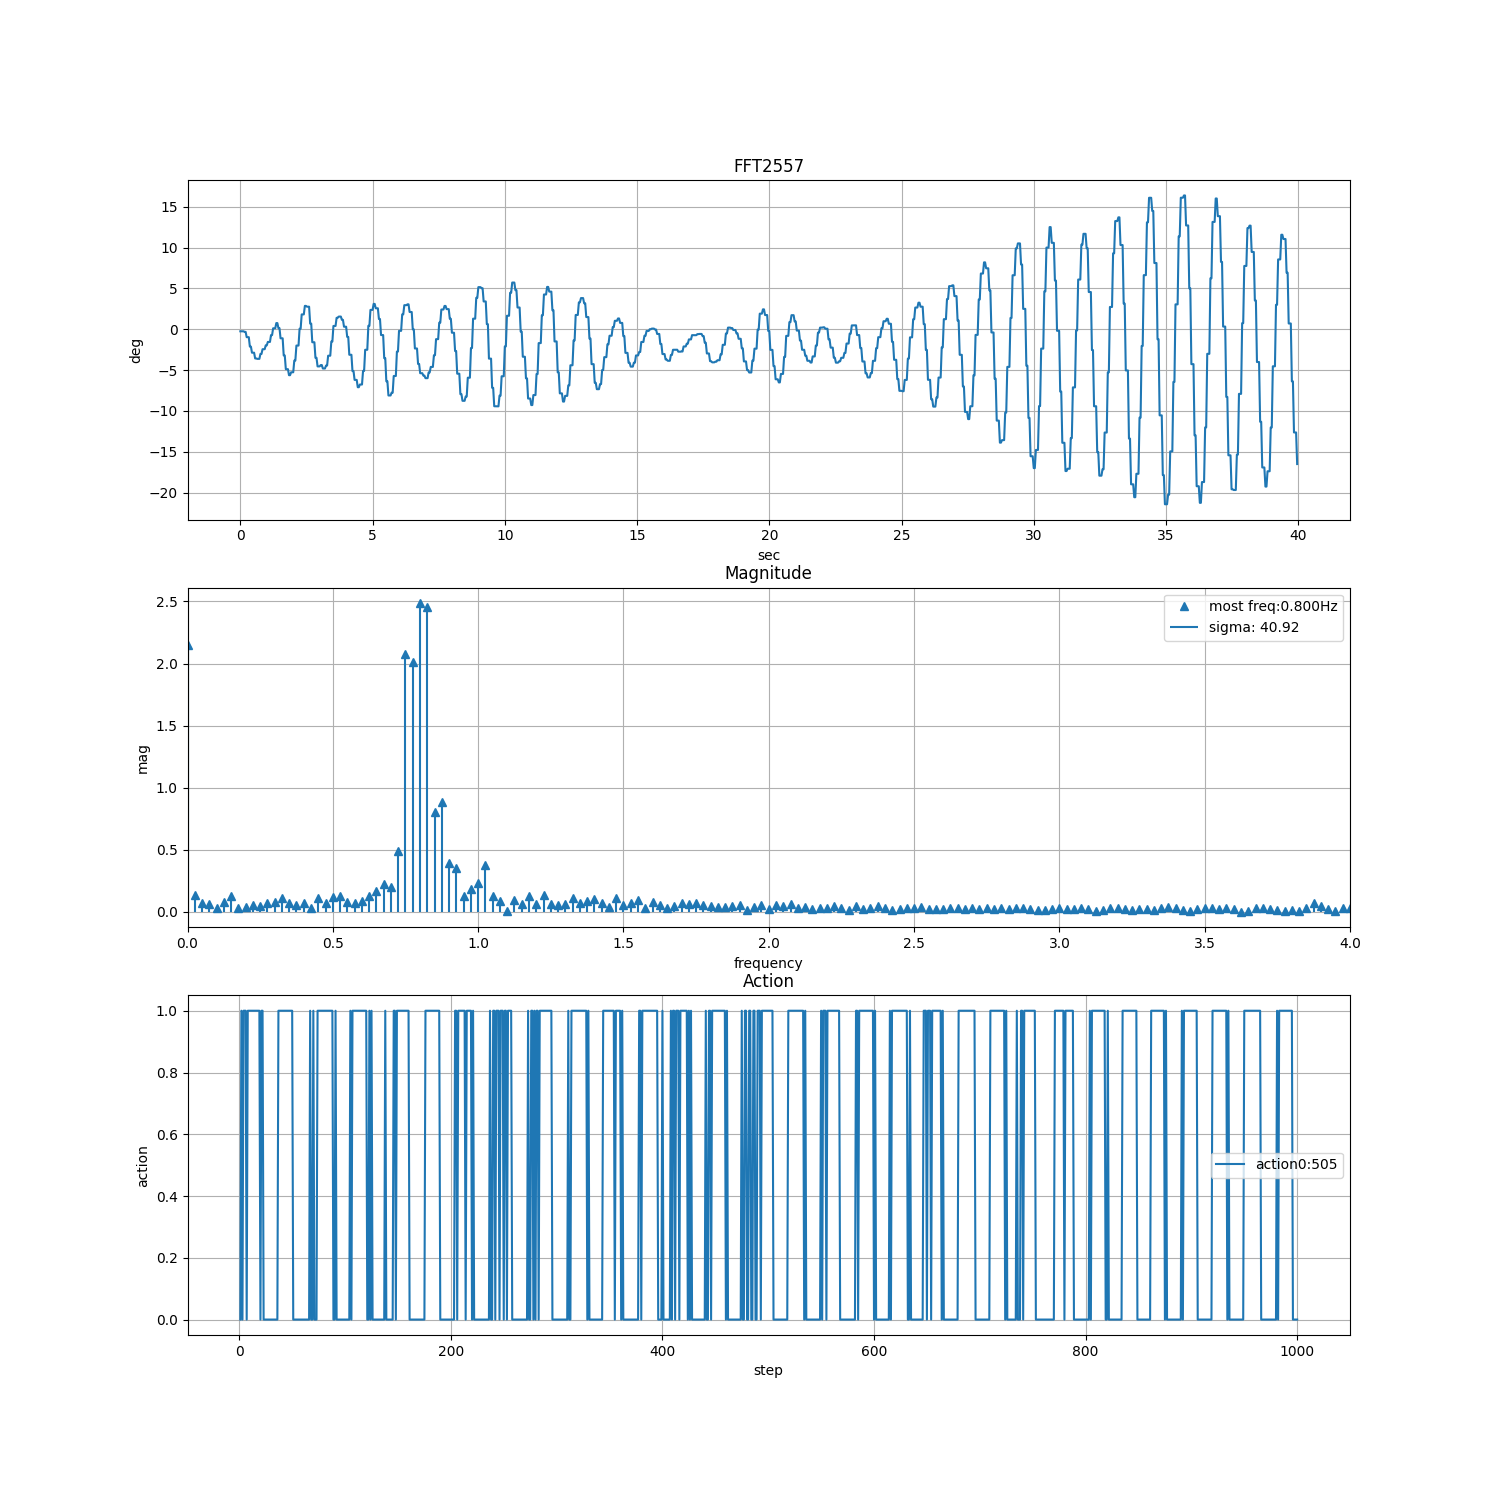 FFT2557
15
10
5
0
−5
−10
−15
−20
deg
0 5 10 15 20 25 30 35 40
sec
Magnitude
2.5
2.0
1.5
1.0
0.5
0.0
mag
most freq:0.800Hz
sigma: 40.92
0.0 0.5 1.0 1.5 2.0 2.5 3.0 3.5 4.0
frequency
Action
1.0
0.8
0.6
0.4
0.2
0.0
action
action0:505
0 200 400 600 800 1000
step